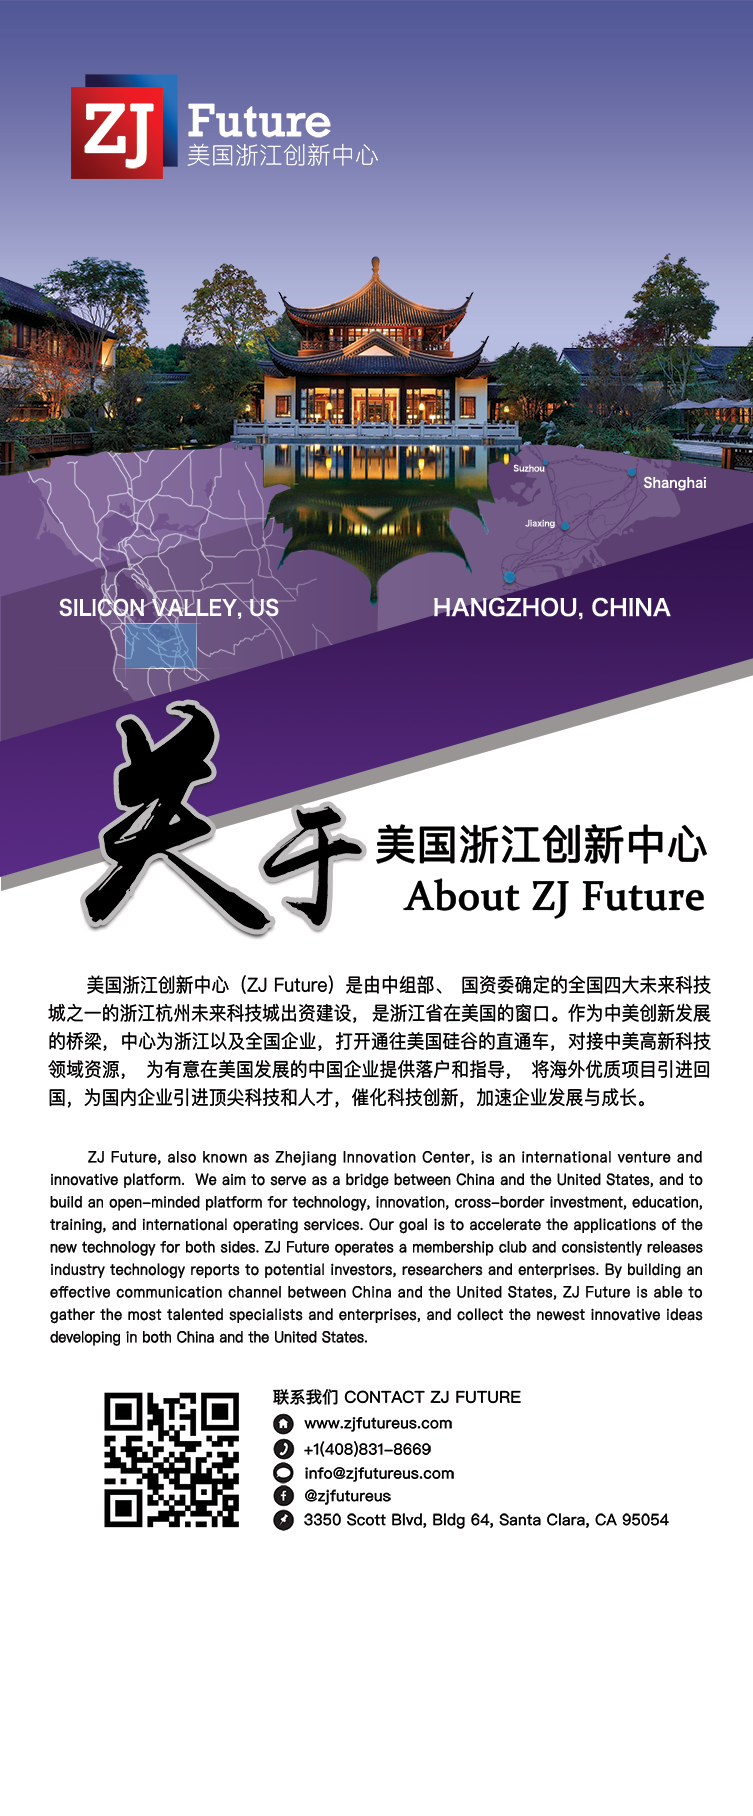 ZJ Future
美国浙江创新中心
Suzhou
Shanghai
Jiaxing
SILICON VALLEY, US
HANGZHOU, CHINA
关于
美国浙江创新中心
About ZJ Future
美国浙江创新中心（ZJ Future）是由中组部、 国资委确定的全国四大未来科技
城之一的浙江杭州未来科技城出资建设，是浙江省在美国的窗口。作为中美创新发展
的桥梁，中心为浙江以及全国企业，打开通往美国硅谷的直通车，对接中美高新科技
领域资源， 为有意在美国发展的中国企业提供落户和指导， 将海外优质项目引进回
国，为国内企业引进顶尖科技和人才，催化科技创新，加速企业发展与成长。
ZJ Future, also known as Zhejiang Innovation Center, is an international venture and
innovative platform. We aim to serve as a bridge between China and the United States, and to
build an open-minded platform for technology, innovation, cross-border investment, education,
training, and international operating services. Our goal is to accelerate the applications of the
new technology for both sides. ZJ Future operates a membership club and consistently releases
industry technology reports to potential investors, researchers and enterprises. By building an
effective communication channel between China and the United States, ZJ Future is able to
gather the most talented specialists and enterprises, and collect the newest innovative ideas
developing in both China and the United States.
联系我们 CONTACT ZJ FUTURE
www.zjfutureus.com
+1(408)831-8669
info@zjfutureus.com
@zjfutureus
3350 Scott Blvd, Bldg 64, Santa Clara, CA 95054